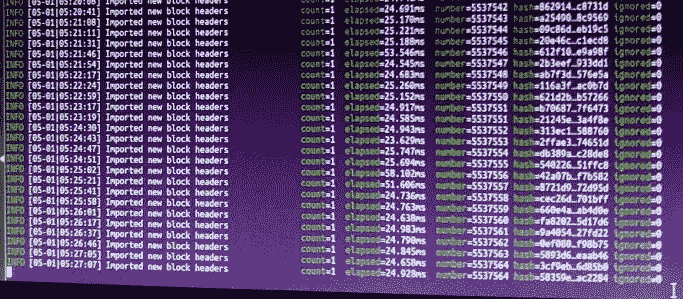 INFO [05-01|05:20:41] Imported new block headers count=1 elapsed=24.691ms number=5537542 hash=862914…c8731d ignored=0
INFO [05-01|05:21:08] Imported new block headers count=1 elapsed=25.170ms number=5537543 hash=a25490…8c9569 ignored=0
INFO [05-01|05:21:11] Imported new block headers count=1 elapsed=25.221ms number=5537544 hash=09c86d…eb19c5 ignored=0
INFO [05-01|05:21:31] Imported new block headers count=1 elapsed=25.188ms number=5537545 hash=20e46c…c1ecd8 ignored=0
INFO [05-01|05:21:46] Imported new block headers count=1 elapsed=53.546ms number=5537546 hash=612f10…e9a98f ignored=0
INFO [05-01|05:21:54] Imported new block headers count=1 elapsed=24.545ms number=5537547 hash=2b3eef…933dd1 ignored=0
INFO [05-01|05:22:17] Imported new block headers count=1 elapsed=24.683ms number=5537548 hash=ab7f3d…576e5a ignored=0
INFO [05-01|05:22:24] Imported new block headers count=1 elapsed=25.260ms number=5537549 hash=116a3f…ac0b7d ignored=0
INFO [05-01|05:22:59] Imported new block headers count=1 elapsed=25.152ms number=5537550 hash=621d2b…b57266 ignored=0
INFO [05-01|05:23:17] Imported new block headers count=1 elapsed=24.917ms number=5537551 hash=b70687…7f6473 ignored=0
INFO [05-01|05:23:19] Imported new block headers count=1 elapsed=24.585ms number=5537551 hash=21245e…3a4f8e ignored=0
INFO [05-01|05:24:30] Imported new block headers count=1 elapsed=24.943ms number=5537552 hash=313ec1…588760 ignored=0
INFO [05-01|05:24:43] Imported new block headers count=1 elapsed=23.629ms number=5537553 hash=2ffae3…74651d ignored=0
INFO [05-01|05:24:47] Imported new block headers count=1 elapsed=25.747ms number=5537554 hash=db389a…c28de8 ignored=0
INFO [05-01|05:24:51] Imported new block headers count=1 elapsed=25.694ms number=5537555 hash=540226…51ffc8 ignored=0
INFO [05-01|05:25:02] Imported new block headers count=1 elapsed=58.102ms number=5537556 hash=42a07b…f7b582 ignored=0
INFO [05-01|05:25:21] Imported new block headers count=1 elapsed=51.606ms number=5537557 hash=8721d9…72d95d ignored=0
INFO [05-01|05:25:41] Imported new block headers count=1 elapsed=24.736ms number=5537558 hash=cec26d…701bff ignored=0
INFO [05-01|05:25:58] Imported new block headers count=1 elapsed=24.763ms number=5537559 hash=660e4a…ab4d0e ignored=0
INFO [05-01|05:26:01] Imported new block headers count=1 elapsed=24.638ms number=5537560 hash=fa8202…5d17d6 ignored=0
INFO [05-01|05:26:17] Imported new block headers count=1 elapsed=24.983ms number=5537561 hash=9a4054…27fd22 ignored=0
INFO [05-01|05:26:37] Imported new block headers count=1 elapsed=24.790ms number=5537562 hash=0ef080…f98b75 ignored=0
INFO [05-01|05:26:46] Imported new block headers count=1 elapsed=24.845ms number=5537563 hash=5893d6…eaab46 ignored=0
INFO [05-01|05:27:05] Imported new block headers count=1 elapsed=24.658ms number=5537564 hash=3cf9ab…6d85b0 ignored=0
INFO [05-01|05:27:07] Imported new block headers count=1 elapsed=24.928ms number=5537564 hash=58359e…ac2284 ignored=0